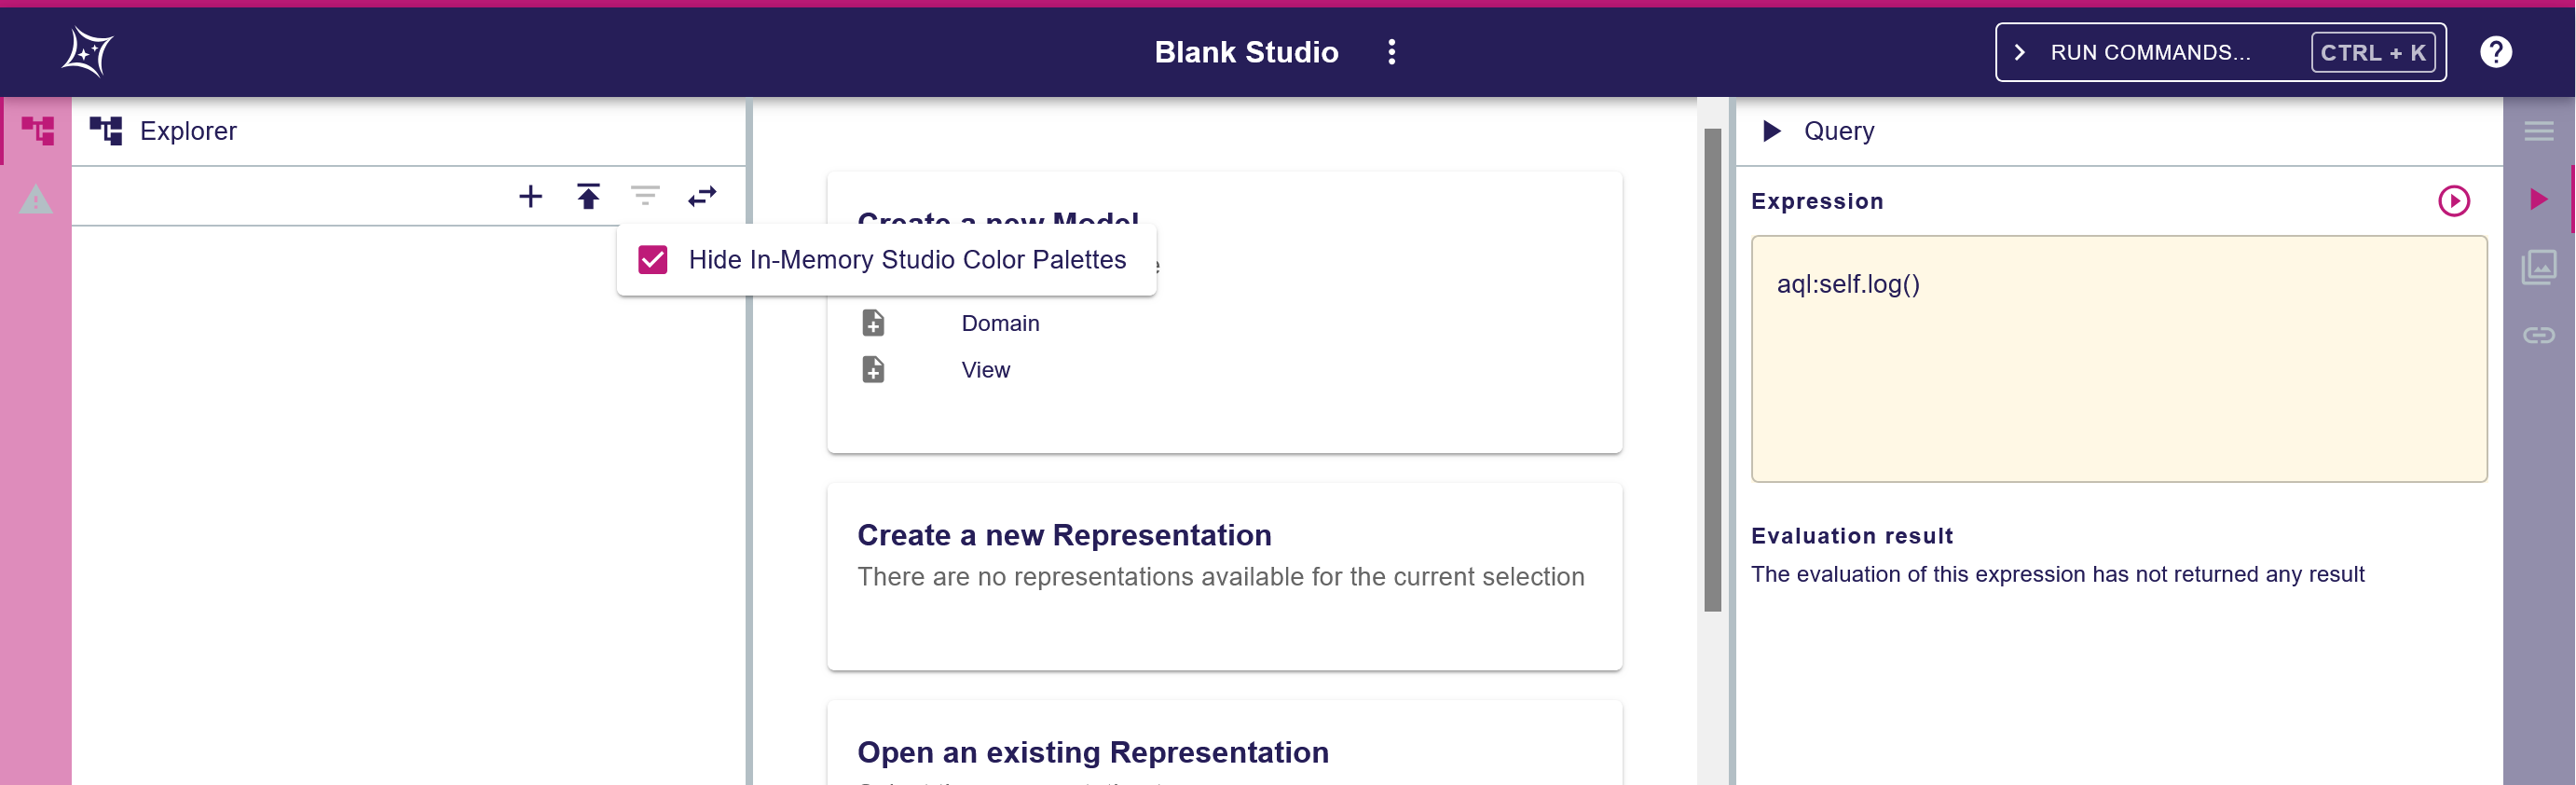 Blank Studio
RUN COMMANDS...
CTRL + K
Explorer
Hide In-Memory Studio Color Palettes
Create a new Model
Domain
View
Create a new Representation
There are no representations available for the current selection
Open an existing Representation
Query
Expression
aql:self.log()
Evaluation result
The evaluation of this expression has not returned any result